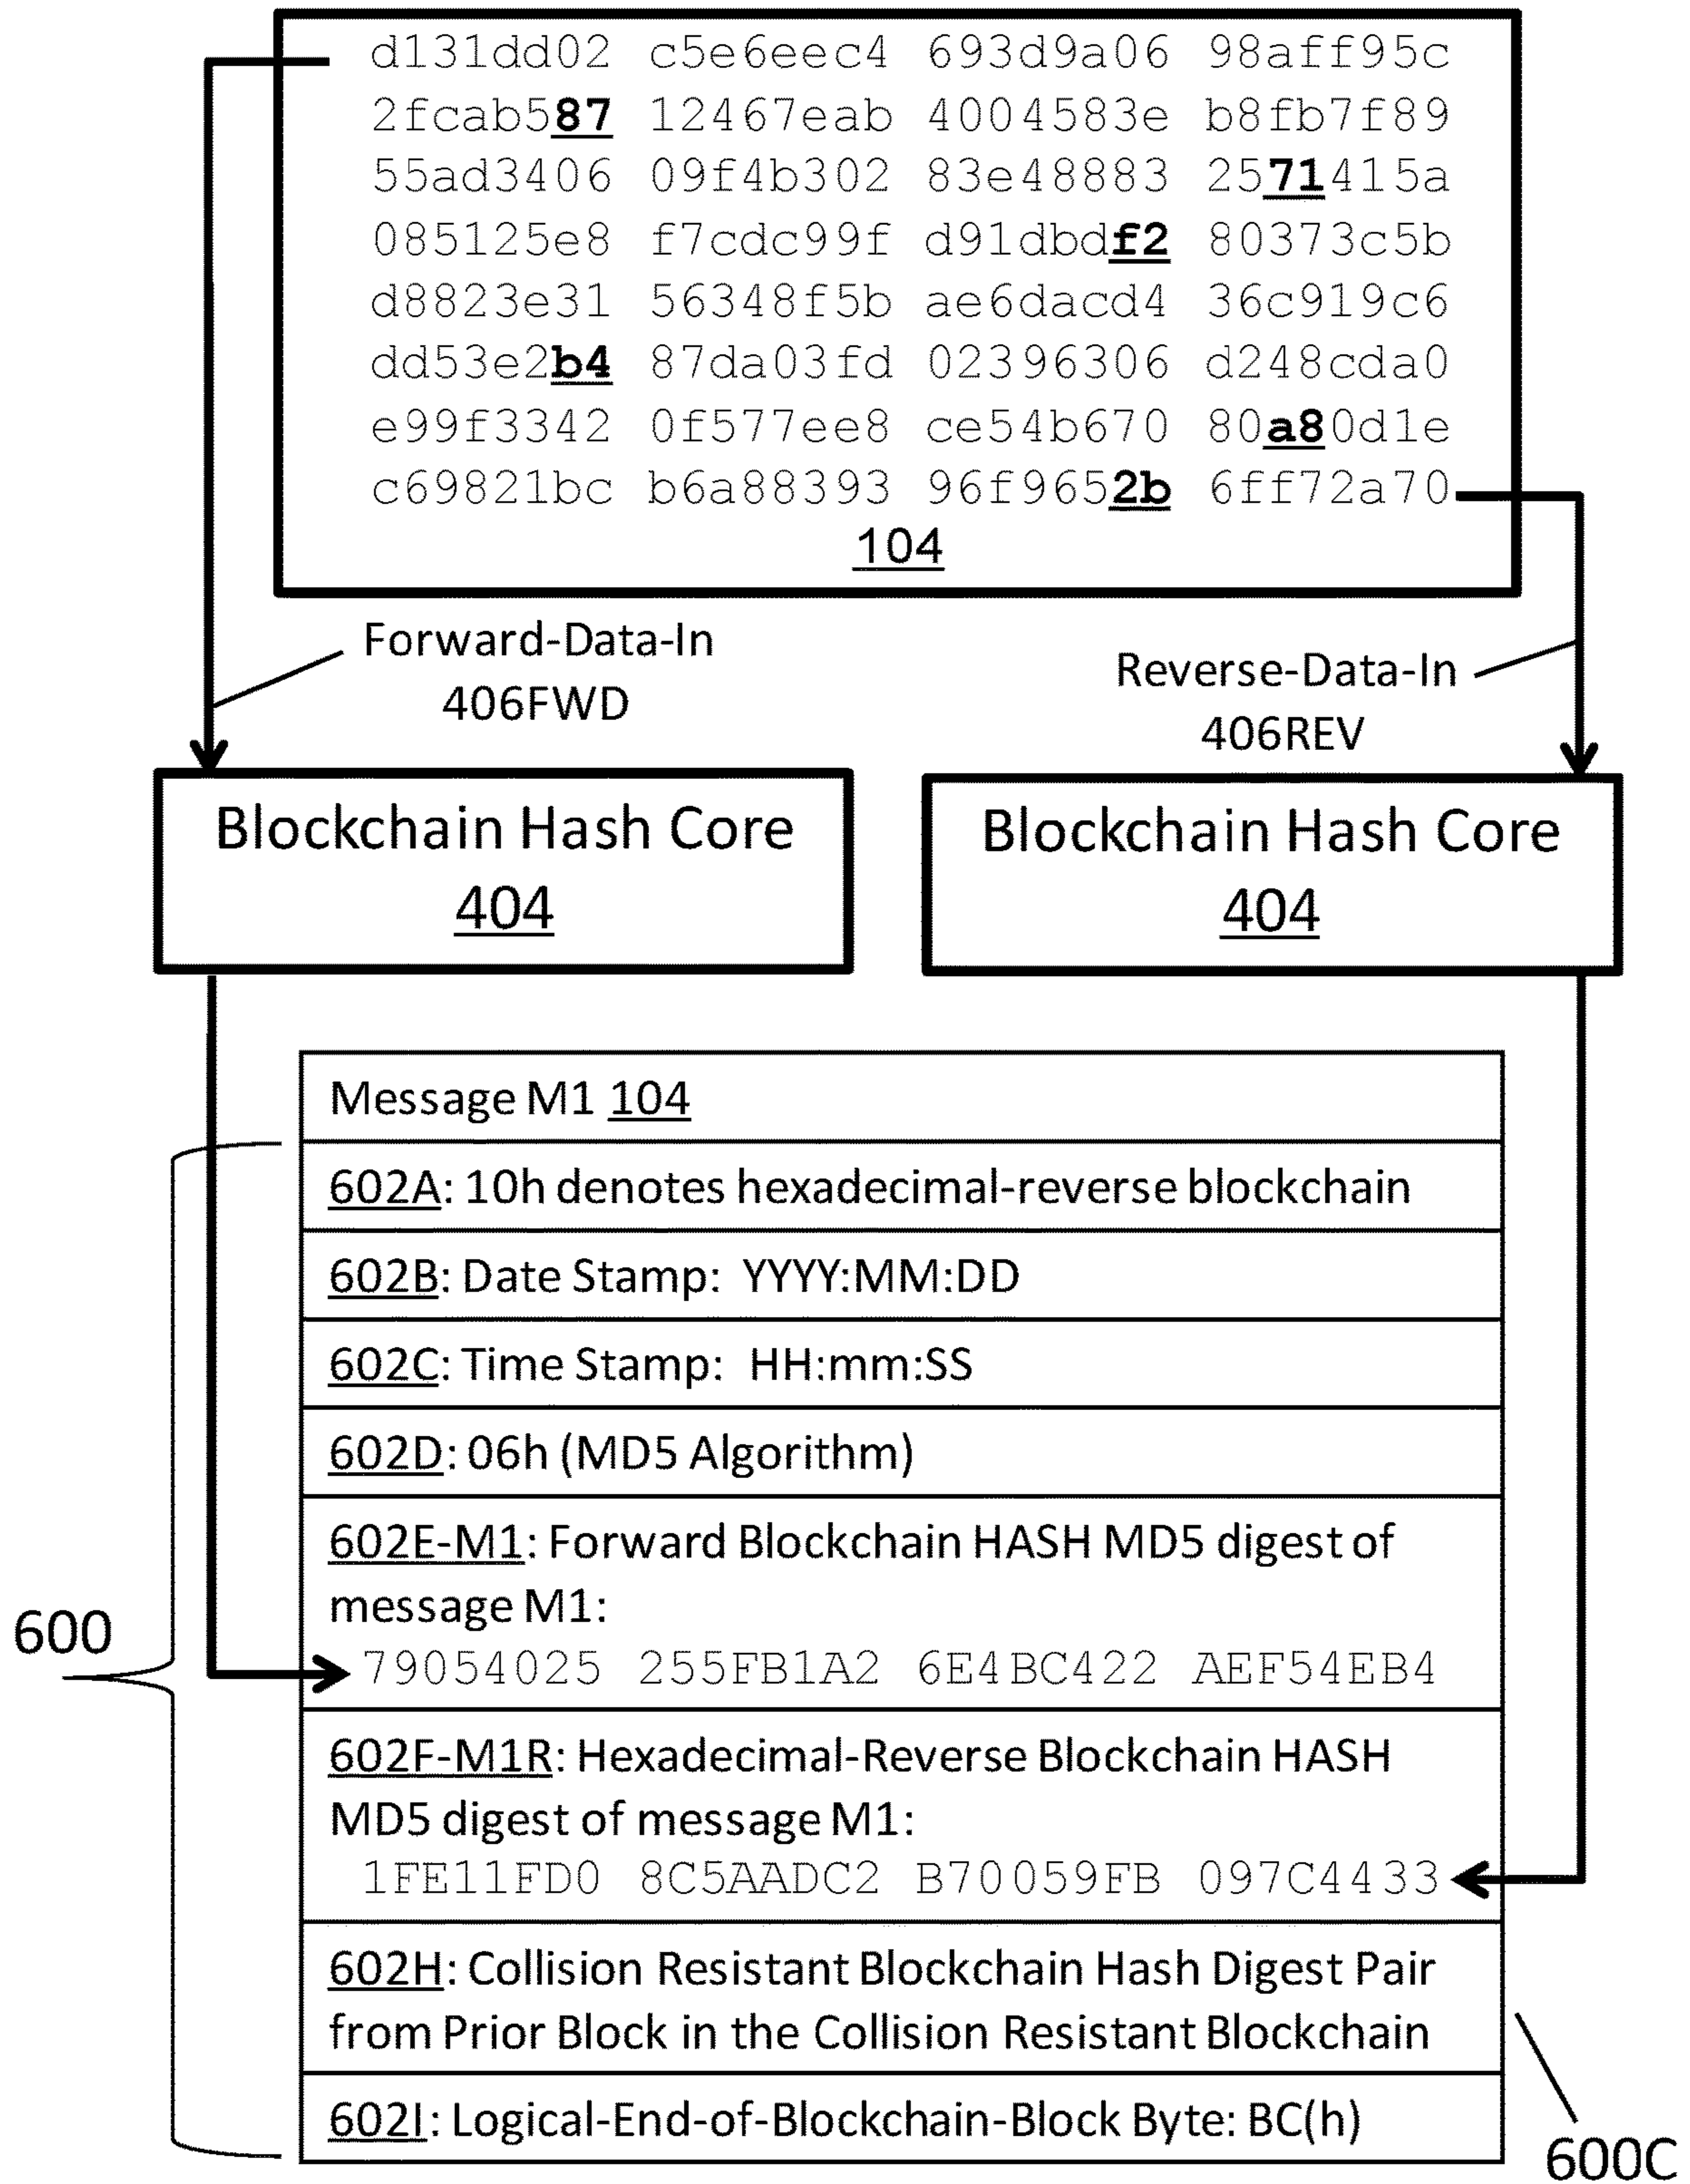 d131dd02 c5e6eec4 693d9a06 98aff95c
2fcab587 12467eab 4004583e b8fb7f89
55ad3406 09f4b302 83e48883 2571415a
085125e8 f7cdc99f d91dbdf2 80373c5b
d8823e31 56348f5b ae6dacd4 36c919c6
dd53e2b4 87da03fd 02396306 d248cda0
e99f3342 0f577ee8 ce54b670 80a80d1e
c69821bc b6a88393 96f9652b 6ff72a70
104
Forward-Data-In
406FWD
Reverse-Data-In
406REV
Blockchain Hash Core
404
Blockchain Hash Core
404
Message M1 104
602A: 10h denotes hexadecimal-reverse blockchain
602B: Date Stamp: YYYY:MM:DD
602C: Time Stamp: HH:mm:SS
602D: 06h (MD5 Algorithm)
602E-M1: Forward Blockchain HASH MD5 digest of
message M1:
79054025 255FB1A2 6E4BC422 AEF54EB4
602F-M1R: Hexadecimal-Reverse Blockchain HASH
MD5 digest of message M1:
1FE11FD0 8C5AADC2 B70059FB 097C4433
602H: Collision Resistant Blockchain Hash Digest Pair
from Prior Block in the Collision Resistant Blockchain
602I: Logical-End-of-Blockchain-Block Byte: BC(h)
600
600C